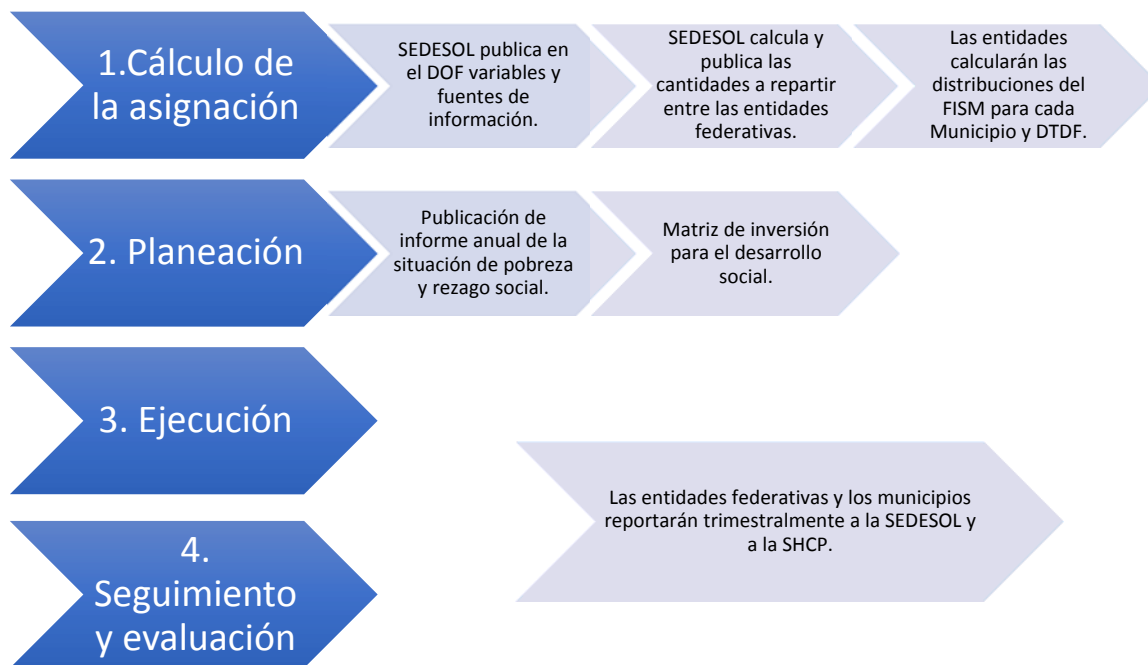 1.Cálculo de
la asignación
SEDESOL publica en
el DOF variables y
fuentes de
información.
SEDESOL calcula y
publica las
cantidades a repartir
entre las entidades
federativas.
Las entidades
calcularán las
distribuciones del
FISM para cada
Municipio y DTDF.
2. Planeación
Publicación de
informe anual de la
situación de pobreza
y rezago social.
Matriz de inversión
para el desarrollo
social.
3. Ejecución
Las entidades federativas y los municipios
reportarán trimestralmente a la SEDESOL y
a la SHCP.
4.
Seguimiento
y evaluación